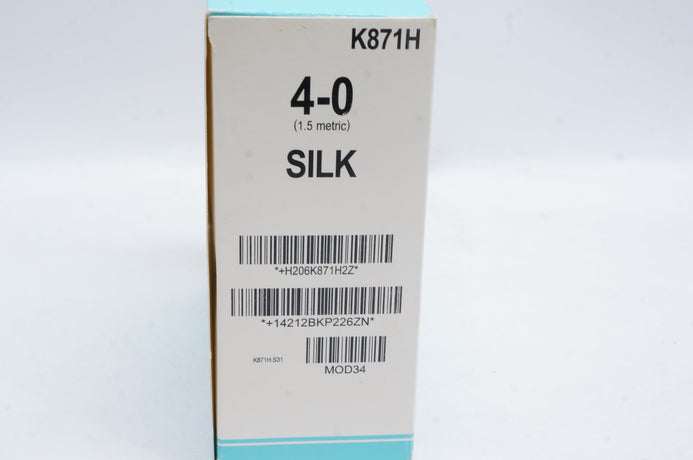 K871H
4-0
(1.5 metric)
SILK
*+H206K871H2Z*
*+14212BKP226ZN*
K871H.S31
MOD34